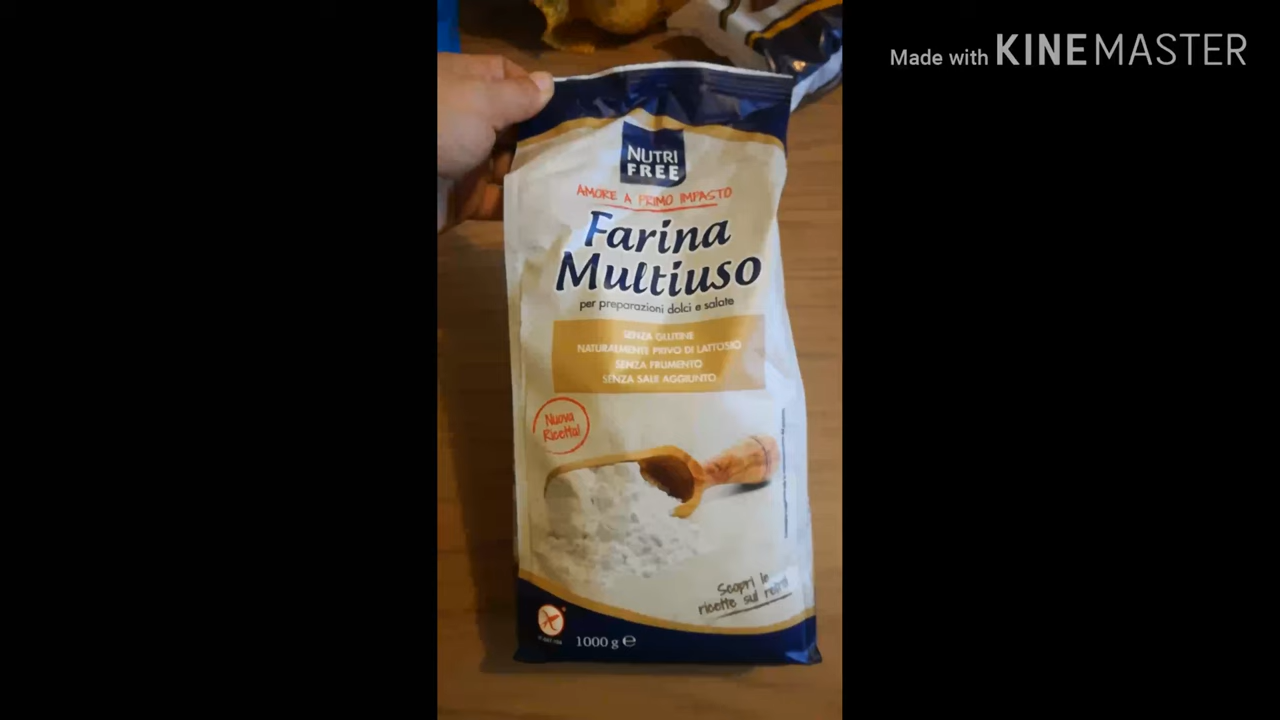 Made with KINEMASTER
NUTRI
FREE
AMORE A PRIMO IMPASTO
Farina
Multiuso
per preparazioni dolci e salate
SENZA GLUTINE
NATURALMENTE PRIVO DI LATTOSIO
SENZA FRUMENTO
SENZA SALE AGGIUNTO
Nuova
Ricetta!
Scopri le
ricette sul retro!
1000 g e